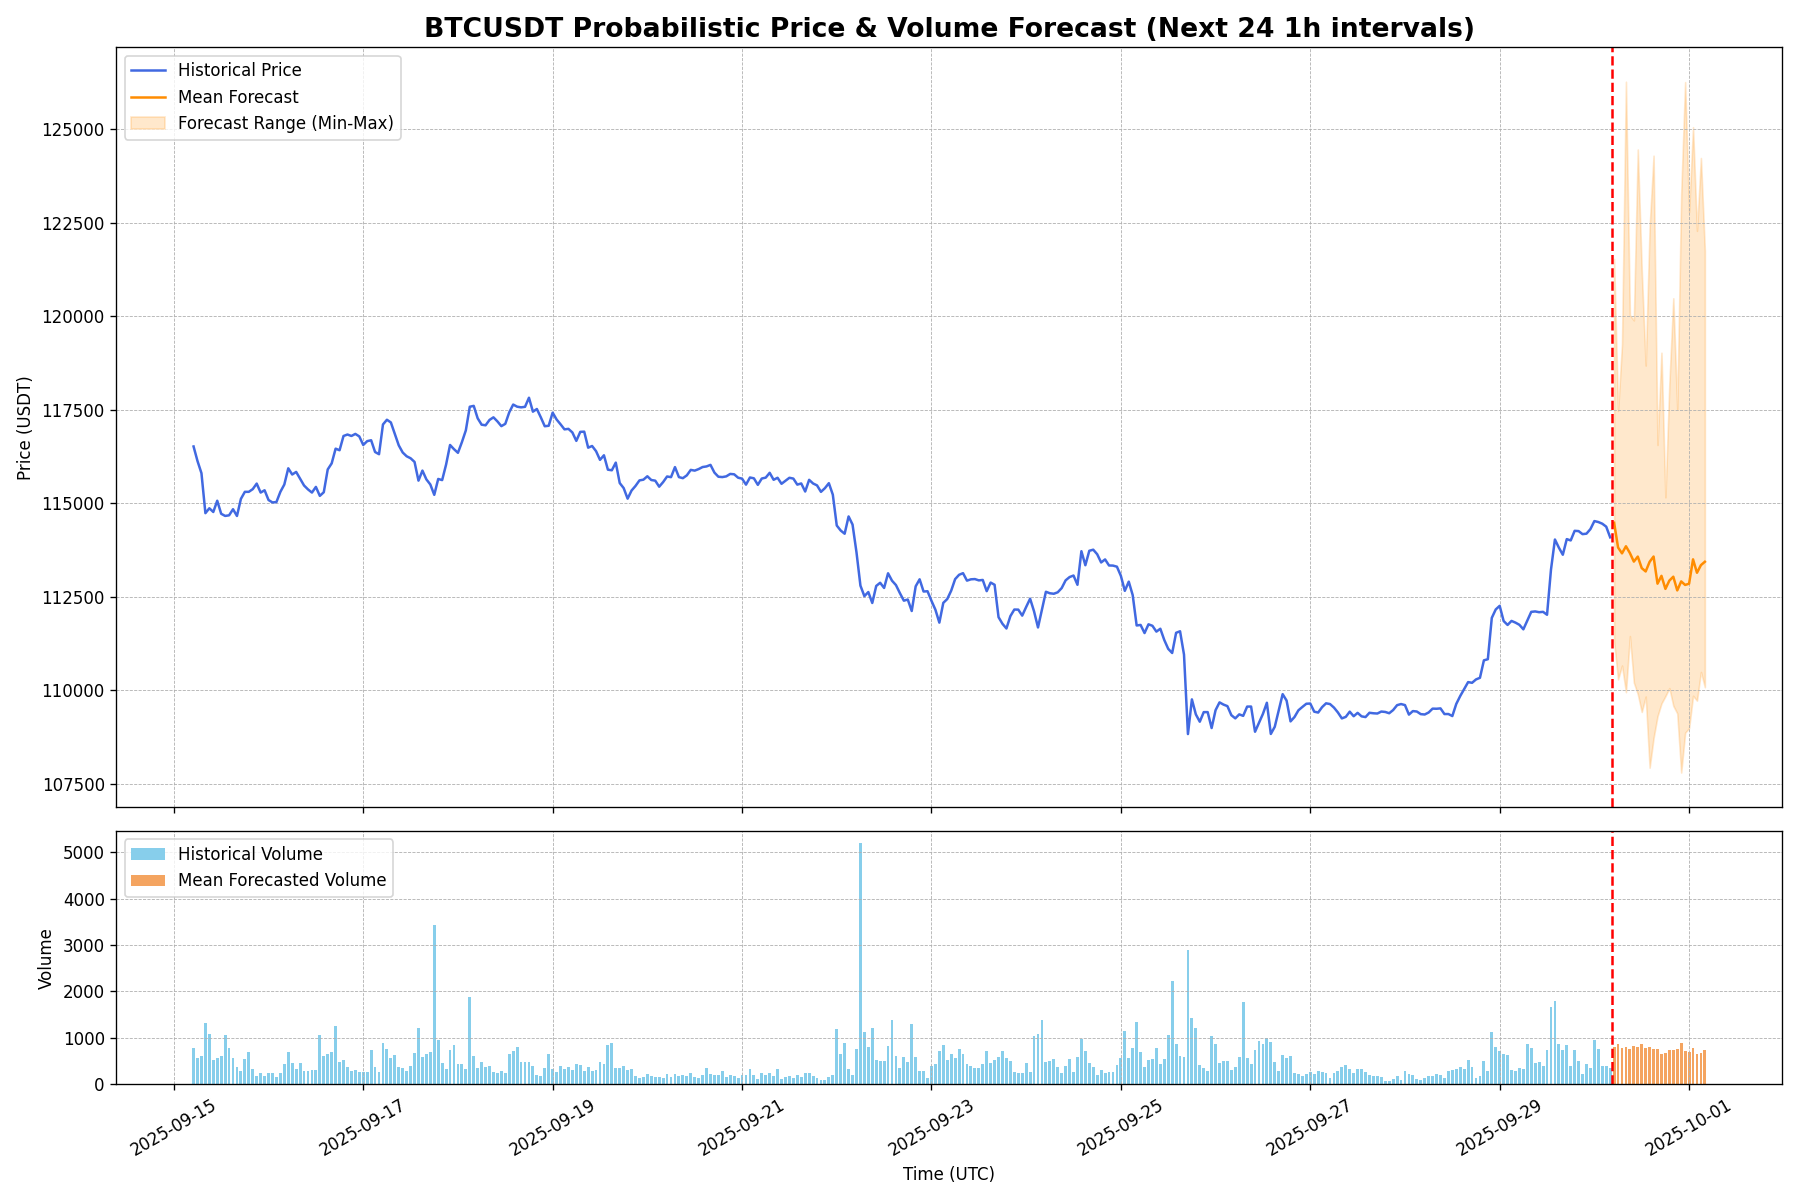 BTCUSDT Probabilistic Price & Volume Forecast (Next 24 1h intervals)
Historical Price
Mean Forecast
Forecast Range (Min-Max)
125000
122500
120000
117500
115000
112500
110000
107500
Price (USDT)
Historical Volume
Mean Forecasted Volume
5000
4000
3000
2000
1000
0
Volume
2025-09-15
2025-09-17
2025-09-19
2025-09-21
2025-09-23
2025-09-25
2025-09-27
2025-09-29
2025-10-01
Time (UTC)